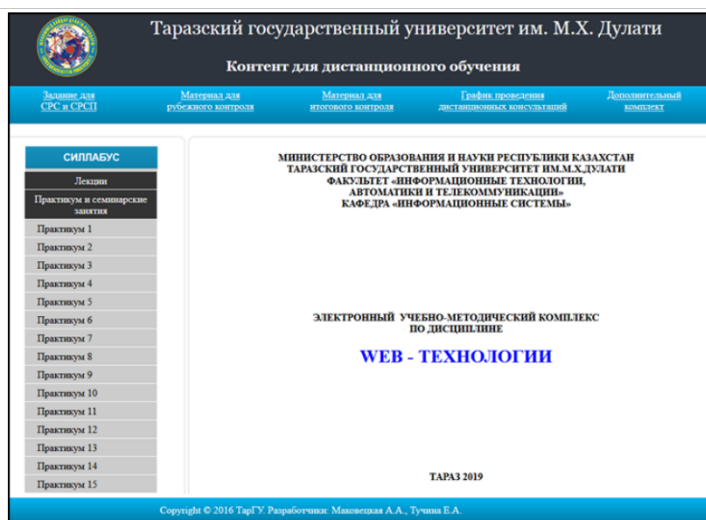 Таразский государственный университет им. М.Х. Дулати
Контент для дистанционного обучения
Задание для
СРС и СРСП
Материал для
рубежного контроля
Материал для
итогового контроля
График проведения
дистанционных консультаций
Дополнительный
комплект
СИЛЛАБУС
Лекции
Практикум и семинарские
занятия
Практикум 1
Практикум 2
Практикум 3
Практикум 4
Практикум 5
Практикум 6
Практикум 7
Практикум 8
Практикум 9
Практикум 10
Практикум 11
Практикум 12
Практикум 13
Практикум 14
Практикум 15
МИНИСТЕРСТВО ОБРАЗОВАНИЯ И НАУКИ РЕСПУБЛИКИ КАЗАХСТАН
ТАРАЗСКИЙ ГОСУДАРСТВЕННЫЙ УНИВЕРСИТЕТ ИМ.М.Х.ДУЛАТИ
ФАКУЛЬТЕТ «ИНФОРМАЦИОННЫЕ ТЕХНОЛОГИИ,
АВТОМАТИКИ И ТЕЛЕКОММУНИКАЦИИ»
КАФЕДРА «ИНФОРМАЦИОННЫЕ СИСТЕМЫ»
ЭЛЕКТРОННЫЙ УЧЕБНО-МЕТОДИЧЕСКИЙ КОМПЛЕКС
ПО ДИСЦИПЛИНЕ
WEB - ТЕХНОЛОГИИ
ТАРАЗ 2019
Copyright © 2016 ТарГУ. Разработчики: Маковецкая А.А., Тучина Е.А.